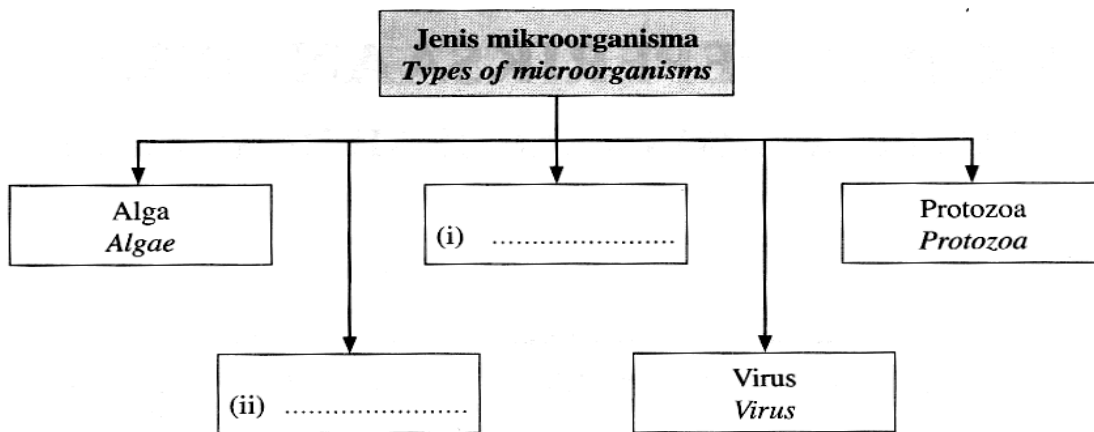 Jenis mikroorganisma
Types of microorganisms
Alga
Algae
(i) ........................
Protozoa
Protozoa
(ii) ........................
Virus
Virus